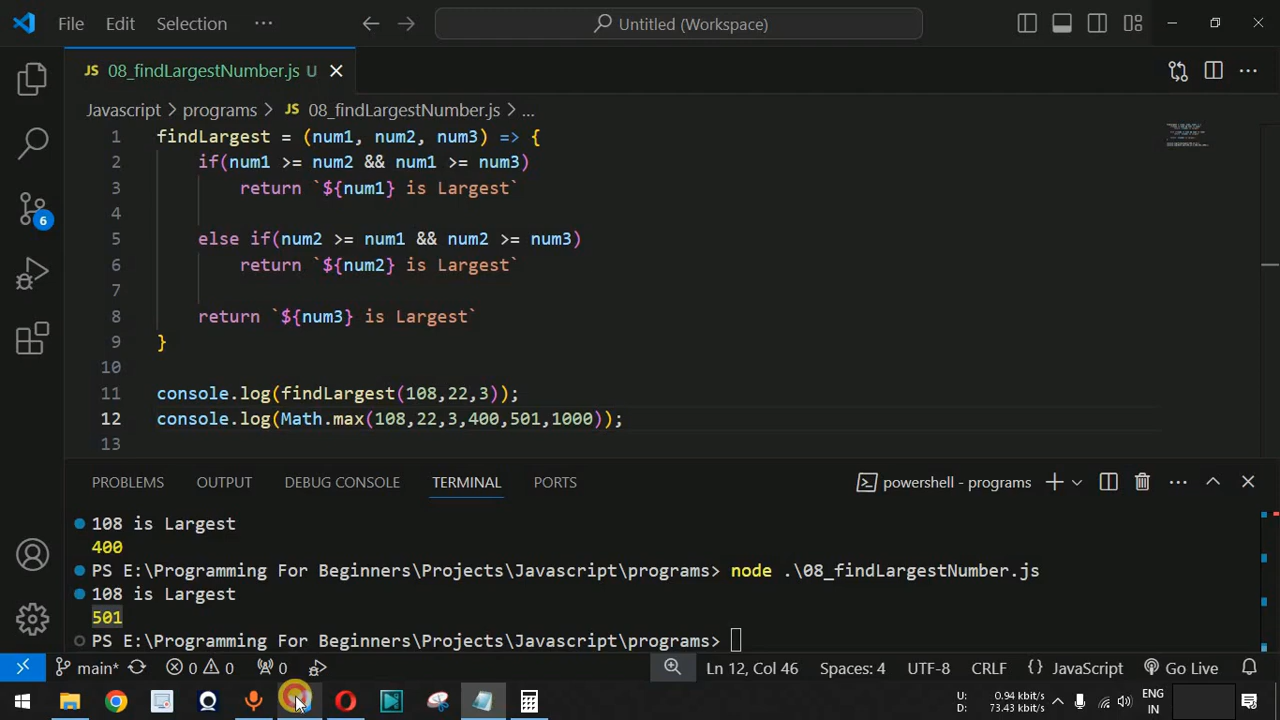 File Edit Selection ··· Untitled (Workspace)
JS 08_findLargestNumber.js U
Javascript > programs > JS 08_findLargestNumber.js > ...
1 findLargest = (num1, num2, num3) => {
2 if(num1 >= num2 && num1 >= num3)
3 return `${num1} is Largest`
4
5 else if(num2 >= num1 && num2 >= num3)
6 return `${num2} is Largest`
7
8 return `${num3} is Largest`
9 }
10
11 console.log(findLargest(108,22,3));
12 console.log(Math.max(108,22,3,400,501,1000));
13
6
PROBLEMS OUTPUT DEBUG CONSOLE TERMINAL PORTS powershell - programs
108 is Largest
400
PS E:\Programming For Beginners\Projects\Javascript\programs> node .\08_findLargestNumber.js
108 is Largest
501
PS E:\Programming For Beginners\Projects\Javascript\programs>
main* 0 0 0 Ln 12, Col 46 Spaces: 4 UTF-8 CRLF {} JavaScript Go Live
U: 0.94 kB/s
D: 73.43 kB/s
ENG
IN